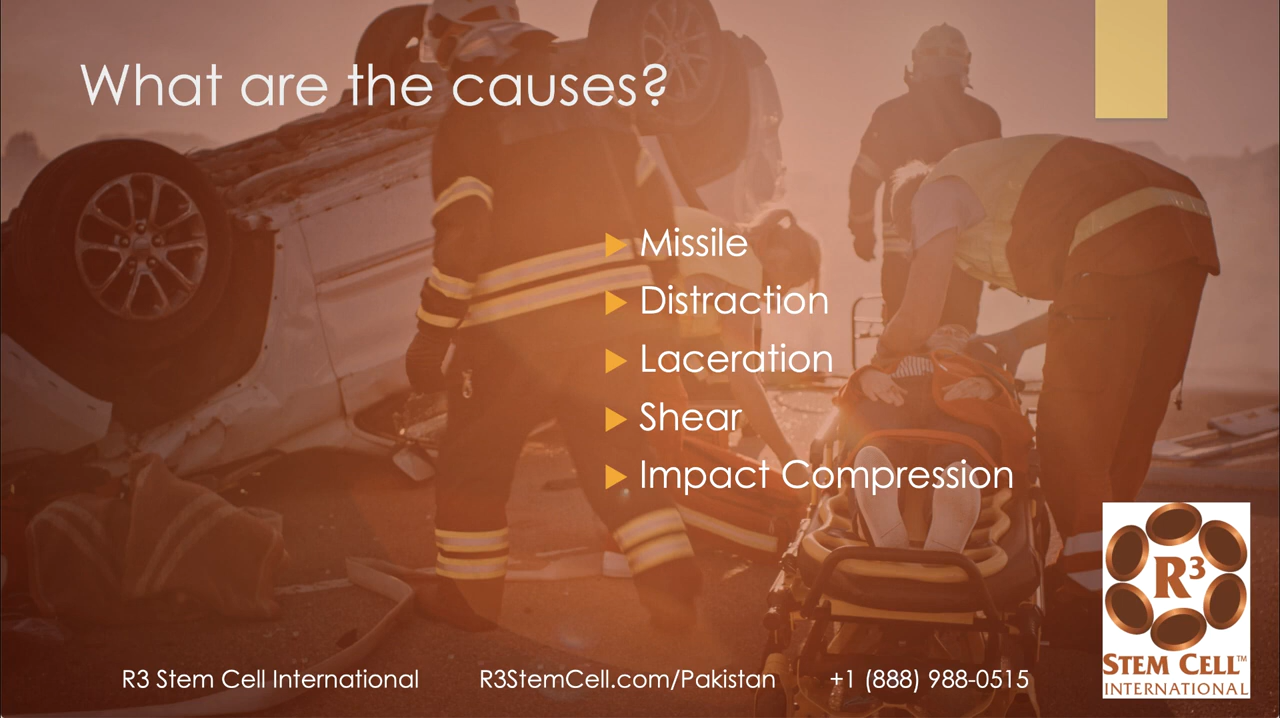 What are the causes?
Missile
Distraction
Laceration
Shear
Impact Compression
R3 Stem Cell International R3StemCell.com/Pakistan +1 (888) 988-0515
R³
STEM CELL™
INTERNATIONAL